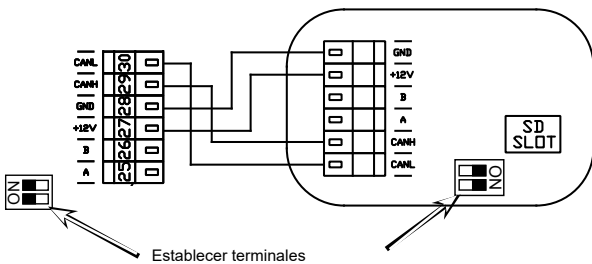 CANL 30
CANH 29
GND 28
+12V 27
B 26
A 25
GND
+12V
B
A
CANH
CANL
SD
SLOT
ON
ON
Establecer terminales